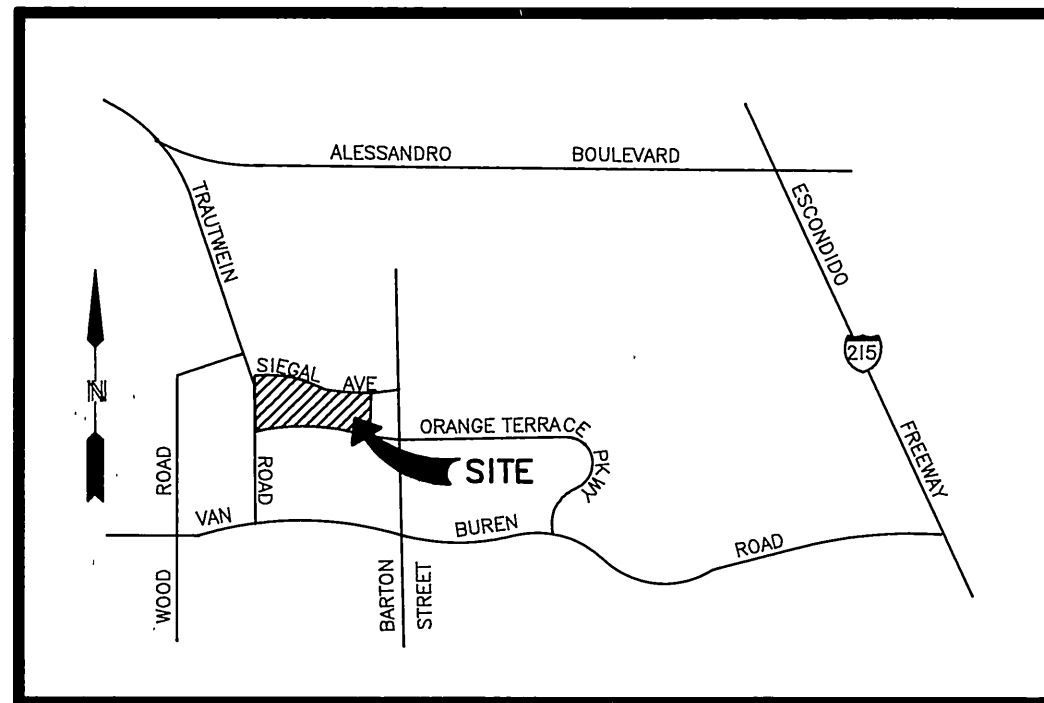 ALESSANDRO BOULEVARD
TRAUTWEIN
ESCONDIDO
215
FREEWAY
N
SIEGAL AVE
ORANGE TERRACE
PKWY
SITE
ROAD
ROAD
VAN BUREN ROAD
WOOD
BARTON
STREET